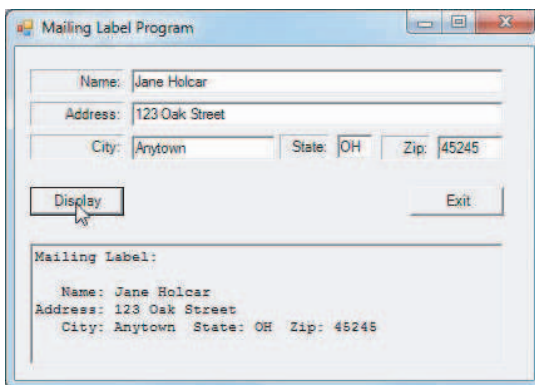 Mailing Label Program
Name: Jane Holcar
Address: 123 Oak Street
City: Anytown State: OH Zip: 45245
Display Exit
Mailing Label:
Name: Jane Holcar
Address: 123 Oak Street
City: Anytown State: OH Zip: 45245